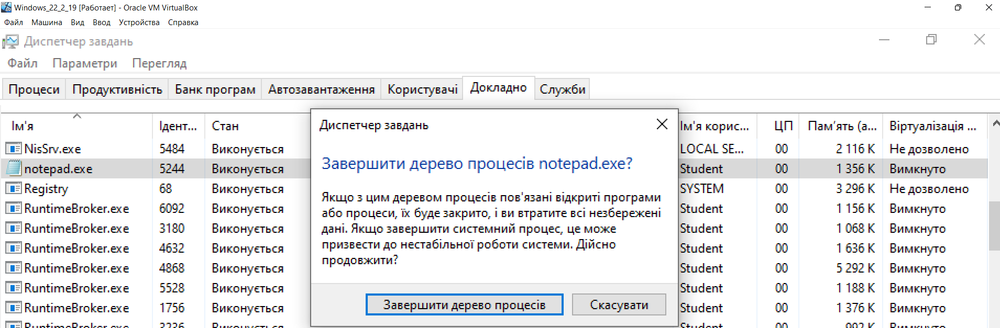 Windows_22_2_19 [Работает] - Oracle VM VirtualBox
Файл Машина Вид Ввод Устройства Справка
Диспетчер завдань
Файл Параметри Перегляд
Процеси Продуктивність Банк програм Автозавантаження Користувачі Докладно Служби
Ім'я Ідент... Стан Ім'я корис... ЦП Пам'ять (а... Віртуалізація ...
NisSrv.exe 5484 Виконується LOCAL SE... 00 2 116 K Не дозволено
notepad.exe 5244 Виконується Student 00 1 356 K Вимкнуто
Registry 68 Виконується SYSTEM 00 3 296 K Не дозволено
RuntimeBroker.exe 6092 Виконується Student 00 1 156 K Вимкнуто
RuntimeBroker.exe 3180 Виконується Student 00 1 068 K Вимкнуто
RuntimeBroker.exe 4632 Виконується Student 00 1 636 K Вимкнуто
RuntimeBroker.exe 4868 Виконується Student 00 5 292 K Вимкнуто
RuntimeBroker.exe 5528 Виконується Student 00 1 188 K Вимкнуто
RuntimeBroker.exe 1756 Виконується Student 00 1 376 K Вимкнуто
RuntimeBroker.exe 3236 Виконується Student 00 992 K Вимкнуто
Диспетчер завдань
Завершити дерево процесів notepad.exe?
Якщо з цим деревом процесів пов'язані відкриті програми
або процеси, їх буде закрито, і ви втратите всі незбережені
дані. Якщо завершити системний процес, це може
призвести до нестабільної роботи системи. Дійсно
продовжити?
Завершити дерево процесів Скасувати